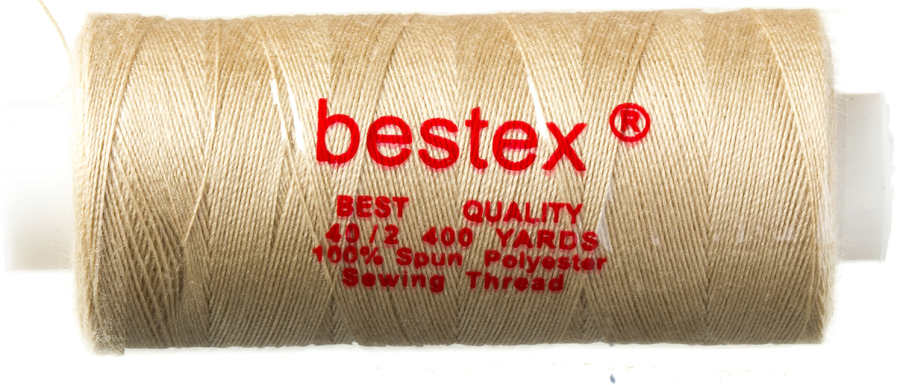 bestex ®
BEST QUALITY
40/2 400 YARDS
100% Spun Polyester
Sewing Thread